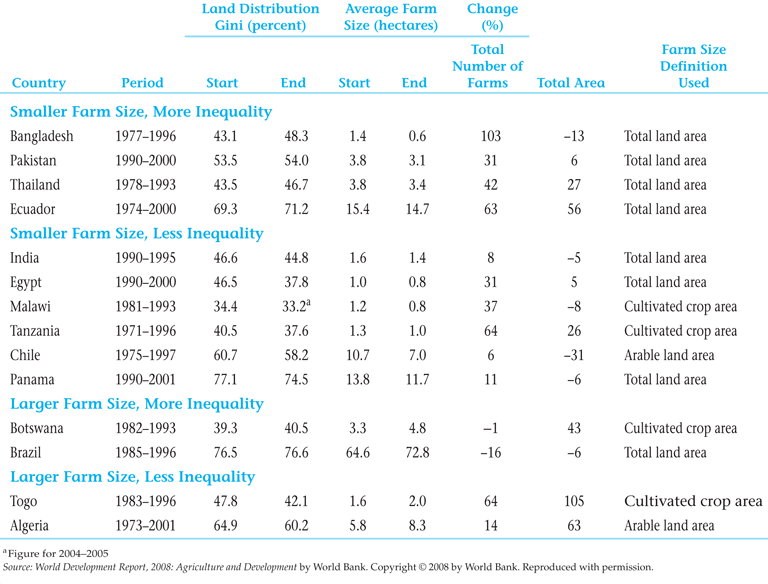 Land Distribution Gini (percent) Average Farm Size (hectares) Change (%)
Country Period Start End Start End Total Number of Farms Total Area Farm Size Definition Used
Smaller Farm Size, More Inequality
Bangladesh 1977–1996 43.1 48.3 1.4 0.6 103 –13 Total land area
Pakistan 1990–2000 53.5 54.0 3.8 3.1 31 6 Total land area
Thailand 1978–1993 43.5 46.7 3.8 3.4 42 27 Total land area
Ecuador 1974–2000 69.3 71.2 15.4 14.7 63 56 Total land area
Smaller Farm Size, Less Inequality
India 1990–1995 46.6 44.8 1.6 1.4 8 –5 Total land area
Egypt 1990–2000 46.5 37.8 1.0 0.8 31 5 Total land area
Malawi 1981–1993 34.4 33.2a 1.2 0.8 37 –8 Cultivated crop area
Tanzania 1971–1996 40.5 37.6 1.3 1.0 64 26 Cultivated crop area
Chile 1975–1997 60.7 58.2 10.7 7.0 6 –31 Arable land area
Panama 1990–2001 77.1 74.5 13.8 11.7 11 –6 Total land area
Larger Farm Size, More Inequality
Botswana 1982–1993 39.3 40.5 3.3 4.8 –1 43 Cultivated crop area
Brazil 1985–1996 76.5 76.6 64.6 72.8 –16 –6 Total land area
Larger Farm Size, Less Inequality
Togo 1983–1996 47.8 42.1 1.6 2.0 64 105 Cultivated crop area
Algeria 1973–2001 64.9 60.2 5.8 8.3 14 63 Arable land area
a Figure for 2004–2005
Source: World Development Report, 2008: Agriculture and Development by World Bank. Copyright © 2008 by World Bank. Reproduced with permission.